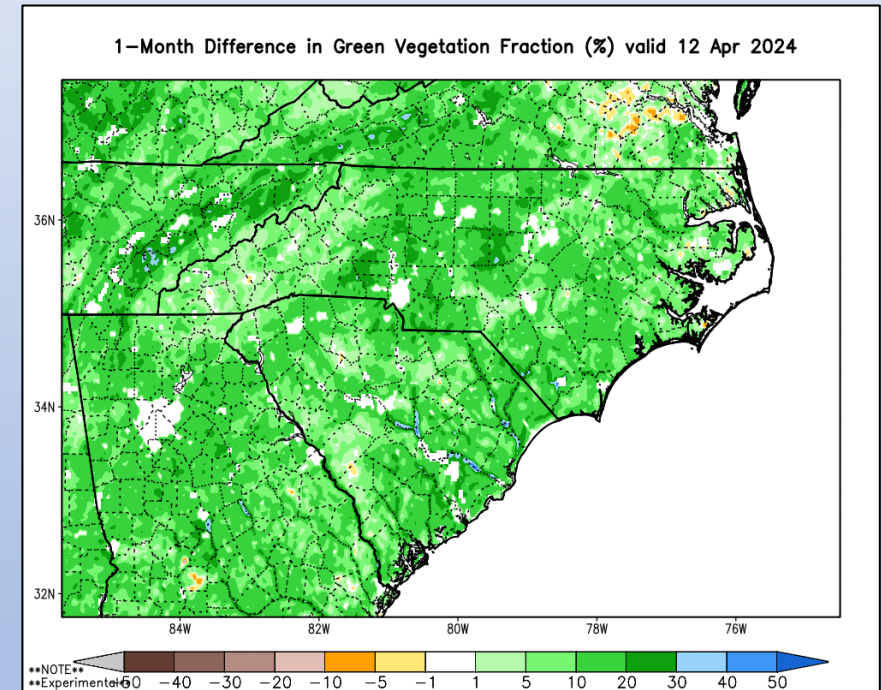 1-Month Difference in Green Vegetation Fraction (%) valid 12 Apr 2024
36N
34N
32N
84W 82W 80W 78W 76W
**NOTE**
**Experimental -40 -30 -20 -10 -5 -1 1 5 10 20 30 40 50